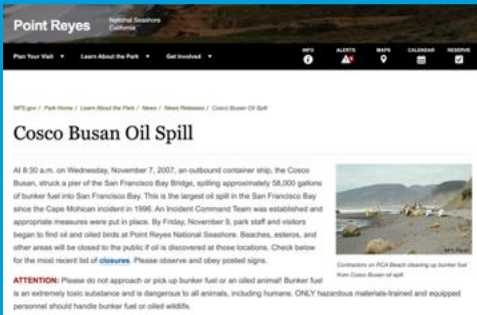 Point Reyes
National Seashore
California
Plan Your Visit
Learn About the Park
Get Involved
INFO
ALERTS
MAPS
CALENDAR
RESERVE
NPS.gov / Park Home / Learn About the Park / News / News Releases / Cosco Busan Oil Spill
Cosco Busan Oil Spill
At 8:30 a.m. on Wednesday, November 7, 2007, an outbound container ship, the Cosco
Busan, struck a pier of the San Francisco Bay Bridge, spilling approximately 58,000 gallons
of bunker fuel into San Francisco Bay. This is the largest oil spill in the San Francisco Bay
since the Cape Mohican incident in 1996. An Incident Command Team was established and
appropriate measures were put in place. By Friday, November 9, park staff and visitors
began to find oil and oiled birds at Point Reyes National Seashore. Beaches, esteros, and
other areas will be closed to the public if oil is discovered at those locations. Check below
for the most recent list of closures. Please observe and obey posted signs.
NPS Photo
Contractors on RCA Beach cleaning up bunker fuel
from Cosco Busan oil spill.
ATTENTION: Please do not approach or pick up bunker fuel or an oiled animal! Bunker fuel
is an extremely toxic substance and is dangerous to all animals, including humans. ONLY hazardous materials-trained and equipped
personnel should handle bunker fuel or oiled wildlife.